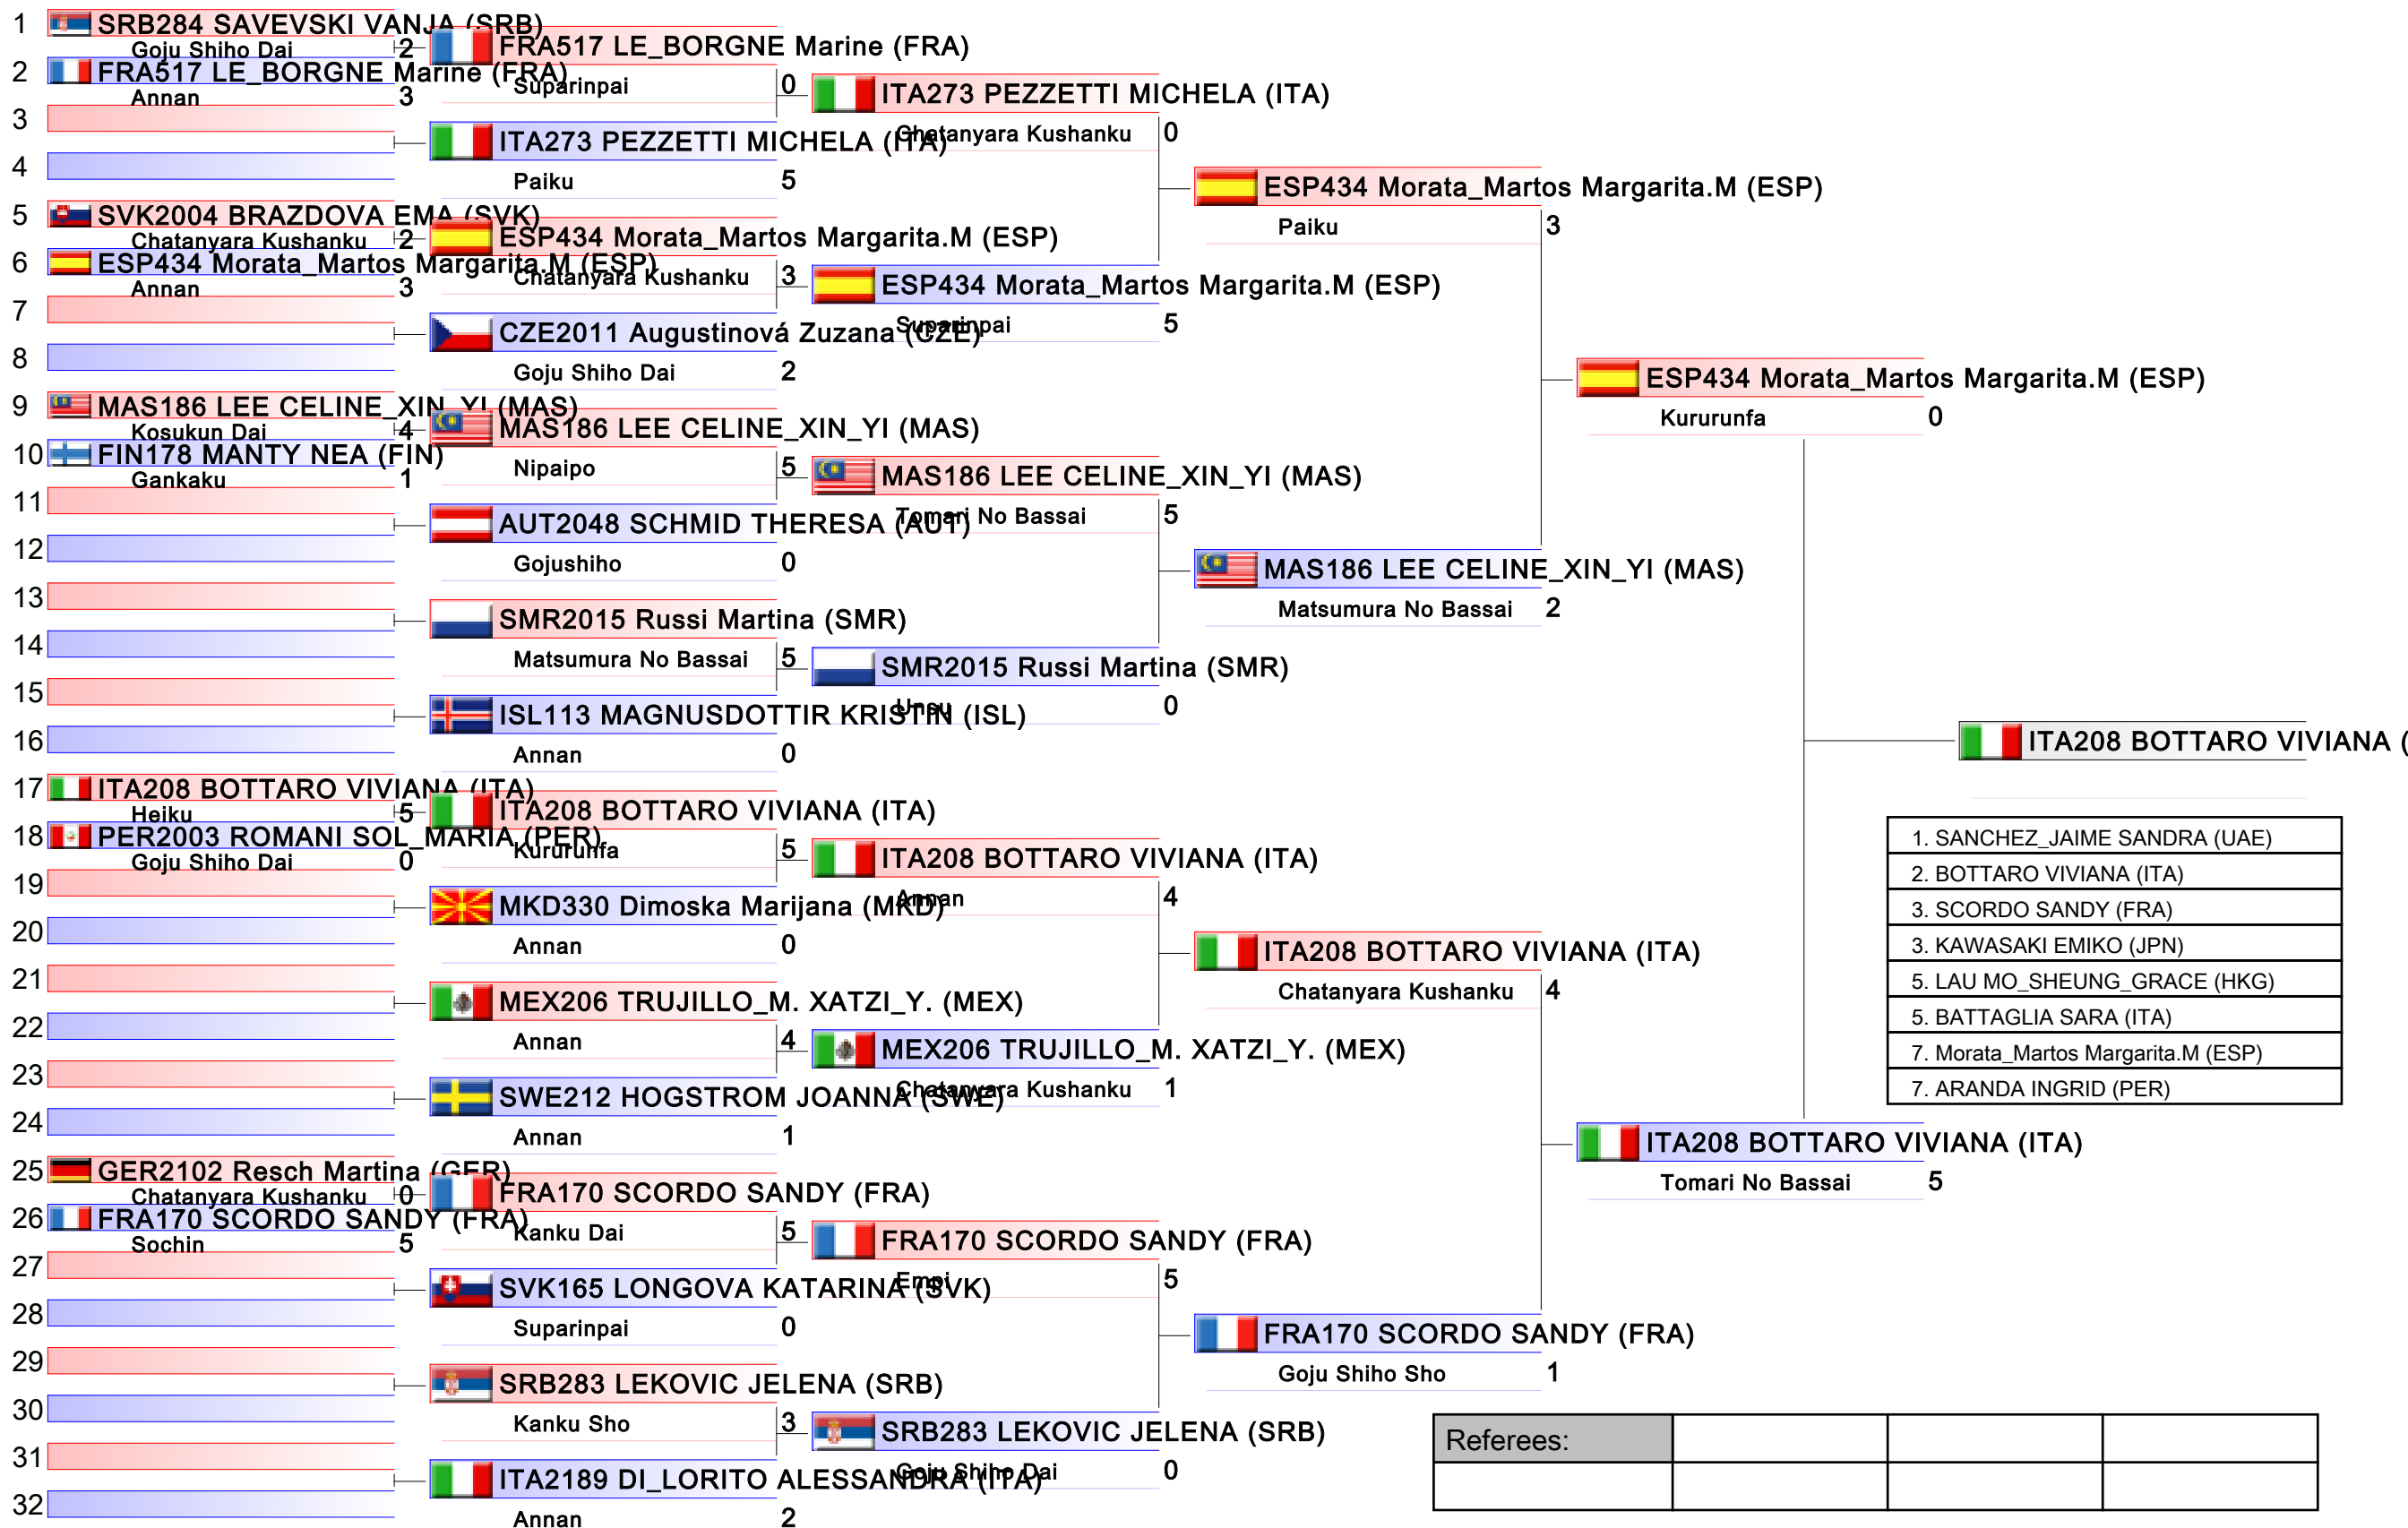 1 SRB284 SAVEVSKI VANJA (SRB)
Goju Shiho Dai 2
2 FRA517 LE_BORGNE Marine (FRA)
Annan 3
3
4
5 SVK2004 BRAZDOVA EMA (SVK)
Chatanyara Kushanku 2
6 ESP434 Morata_Martos Margarita.M (ESP)
Annan 3
7
8
9 MAS186 LEE CELINE_XIN_YI (MAS)
Kosukun Dai 4
10 FIN178 MANTY NEA (FIN)
Gankaku 1
11
12
13
14
15
16
17 ITA208 BOTTARO VIVIANA (ITA)
Heiku 5
18 PER2003 ROMANI SOL_MARIA (PER)
Goju Shiho Dai 0
19
20
21
22
23
24
25 GER2102 Resch Martina (GER)
Chatanyara Kushanku 0
26 FRA170 SCORDO SANDY (FRA)
Sochin 5
27
28
29
30
31
32
FRA517 LE_BORGNE Marine (FRA)
Suparinpai 0
ITA273 PEZZETTI MICHELA (ITA)
Paiku 5
ESP434 Morata_Martos Margarita.M (ESP)
Chatanyara Kushanku 3
CZE2011 Augustinová Zuzana (CZE)
Goju Shiho Dai 2
MAS186 LEE CELINE_XIN_YI (MAS)
Nipaipo 5
AUT2048 SCHMID THERESA (AUT)
Gojushiho 0
SMR2015 Russi Martina (SMR)
Matsumura No Bassai 5
ISL113 MAGNUSDOTTIR KRISTIN (ISL)
Annan 0
ITA208 BOTTARO VIVIANA (ITA)
Kururunfa 5
MKD330 Dimoska Marijana (MKD)
Annan 0
MEX206 TRUJILLO_M. XATZI_Y. (MEX)
Annan 4
SWE212 HOGSTROM JOANNA (SWE)
Annan 1
FRA170 SCORDO SANDY (FRA)
Kanku Dai 5
SVK165 LONGOVA KATARINA (SVK)
Suparinpai 0
SRB283 LEKOVIC JELENA (SRB)
Kanku Sho 3
ITA2189 DI_LORITO ALESSANDRA (ITA)
Annan 2
ITA273 PEZZETTI MICHELA (ITA)
Chatanyara Kushanku 0
ESP434 Morata_Martos Margarita.M (ESP)
Suparinpai 5
MAS186 LEE CELINE_XIN_YI (MAS)
Tomari No Bassai 5
SMR2015 Russi Martina (SMR)
Unsu 0
ITA208 BOTTARO VIVIANA (ITA)
Annan 4
MEX206 TRUJILLO_M. XATZI_Y. (MEX)
Chatanyara Kushanku 1
FRA170 SCORDO SANDY (FRA)
Empi 5
SRB283 LEKOVIC JELENA (SRB)
Goju Shiho Dai 0
ESP434 Morata_Martos Margarita.M (ESP)
Paiku 3
MAS186 LEE CELINE_XIN_YI (MAS)
Matsumura No Bassai 2
ITA208 BOTTARO VIVIANA (ITA)
Chatanyara Kushanku 4
FRA170 SCORDO SANDY (FRA)
Goju Shiho Sho 1
ESP434 Morata_Martos Margarita.M (ESP)
Kururunfa 0
ITA208 BOTTARO VIVIANA (ITA)
Tomari No Bassai 5
ITA208 BOTTARO VIVIANA (
1. SANCHEZ_JAIME SANDRA (UAE)
2. BOTTARO VIVIANA (ITA)
3. SCORDO SANDY (FRA)
3. KAWASAKI EMIKO (JPN)
5. LAU MO_SHEUNG_GRACE (HKG)
5. BATTAGLIA SARA (ITA)
7. Morata_Martos Margarita.M (ESP)
7. ARANDA INGRID (PER)
Referees: